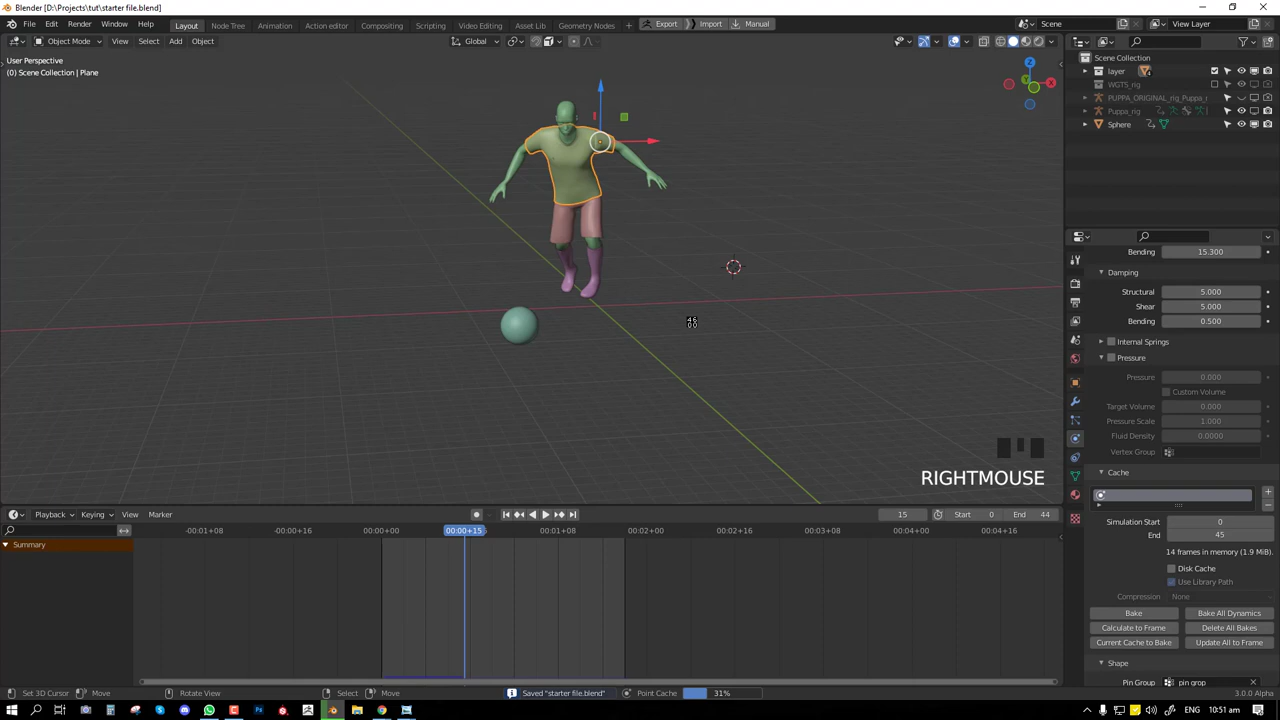 Blender [D:\Projects\tut\starter file.blend]
File Edit Render Window Help Layout Node Tree Animation Action editor Compositing Scripting Video Editing Asset Lib Geometry Nodes + Export Import Manual Scene View Layer
Object Mode View Select Add Object Global
User Perspective
(0) Scene Collection | Plane
Z
X
Y
Scene Collection
layer 4
WGTS_rig
PUPPA_ORIGINAL_rig_Puppa_r
Puppa_rig
Sphere
Bending 15.300
Damping
Structural 5.000
Shear 5.000
Bending 0.500
Internal Springs
Pressure
Pressure 0.000
Custom Volume
Target Volume 0.000
Pressure Scale 1.000
Fluid Density 0.0000
Vertex Group
Cache
Simulation Start 0
End 45
14 frames in memory (1.9 MiB).
Disk Cache
Use Library Path
Compression None
Bake Bake All Dynamics
Calculate to Frame Delete All Bakes
Current Cache to Bake Update All to Frame
Shape
Pin Group pin grop
46
00
RIGHTMOUSE
Playback Keying View Marker 15 Start 0 End 44
-00:01+08 -00:00+16 00:00+00 00:00+15 00:01+08 00:02+00 00:02+16 00:03+08 00:04+00 00:04+16
Summary
Set 3D Cursor Move Rotate View Select Move Saved "starter file.blend" Point Cache 31% 3.0.0 Alpha
ENG 10:51 am